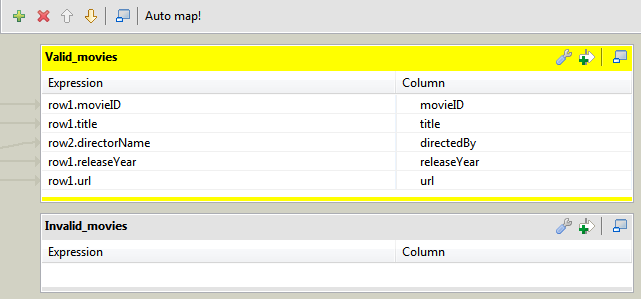 Auto map!
Valid_movies
Expression Column
row1.movieID movieID
row1.title title
row2.directorName directedBy
row1.releaseYear releaseYear
row1.url url
Invalid_movies
Expression Column